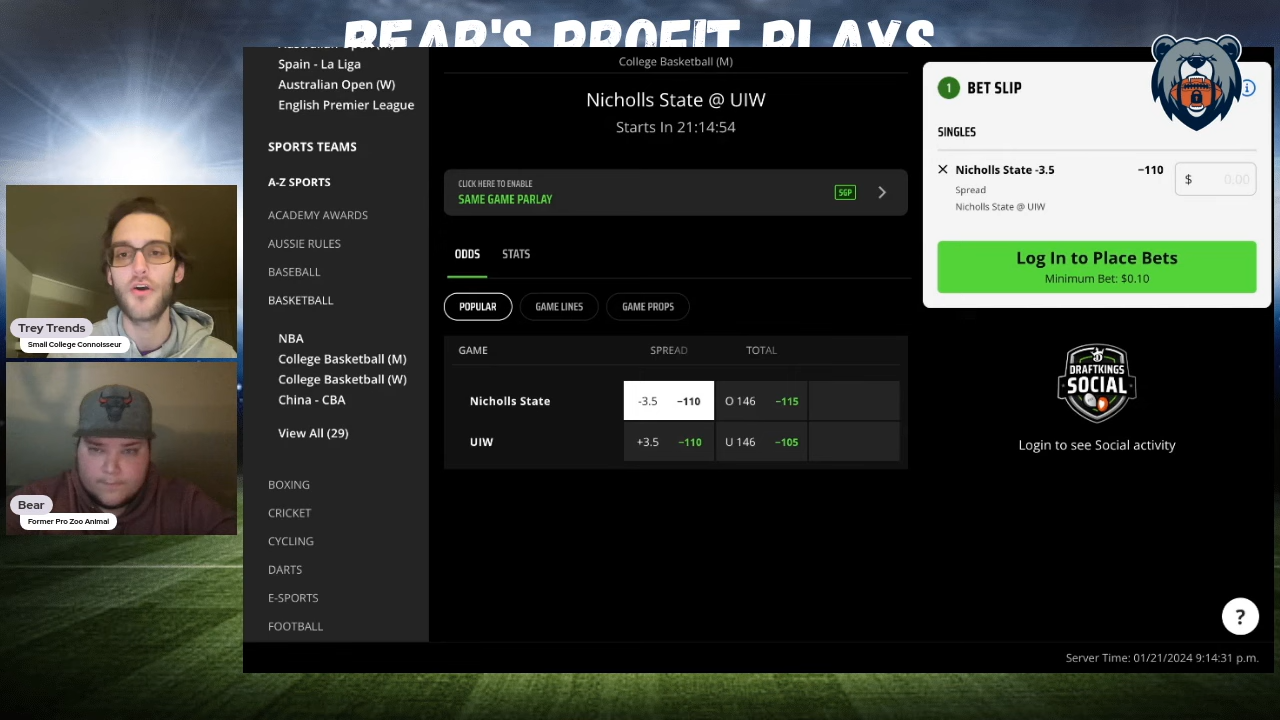 BEAR'S PROFIT PLAYS
Australian Open (M)
Spain - La Liga
Australian Open (W)
English Premier League
SPORTS TEAMS
A-Z SPORTS
ACADEMY AWARDS
AUSSIE RULES
BASEBALL
BASKETBALL
NBA
College Basketball (M)
College Basketball (W)
China - CBA
View All (29)
BOXING
CRICKET
CYCLING
DARTS
E-SPORTS
FOOTBALL
Trey Trends
Small College Connoisseur
Bear
Former Pro Zoo Animal
College Basketball (M)
Nicholls State @ UIW
Starts In 21:14:54
CLICK HERE TO ENABLE
SAME GAME PARLAY
SGP
ODDS STATS
POPULAR GAME LINES GAME PROPS
GAME SPREAD TOTAL
Nicholls State -3.5 −110 O 146 −115
UIW +3.5 −110 U 146 −105
1 BET SLIP
SINGLES
Nicholls State -3.5 −110 $ 0.00
Spread
Nicholls State @ UIW
Log In to Place Bets
Minimum Bet: $0.10
DRAFTKINGS
SOCIAL
Login to see Social activity
?
Server Time: 01/21/2024 9:14:31 p.m.